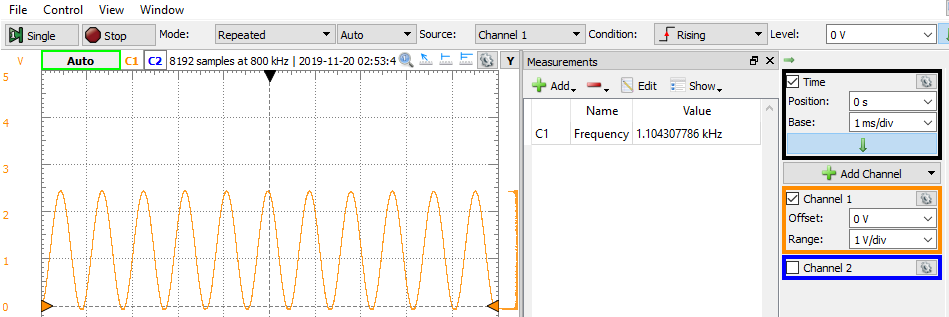 File Control View Window
Single Stop Mode: Repeated Auto Source: Channel 1 Condition: Rising Level: 0 V
V Auto C1 C2 8192 samples at 800 kHz | 2019-11-20 02:53:4 Y
5
4
3
2
1
0
Measurements
Add Edit Show
Name Value
C1 Frequency 1.104307786 kHz
Time
Position: 0 s
Base: 1 ms/div
Add Channel
Channel 1
Offset: 0 V
Range: 1 V/div
Channel 2